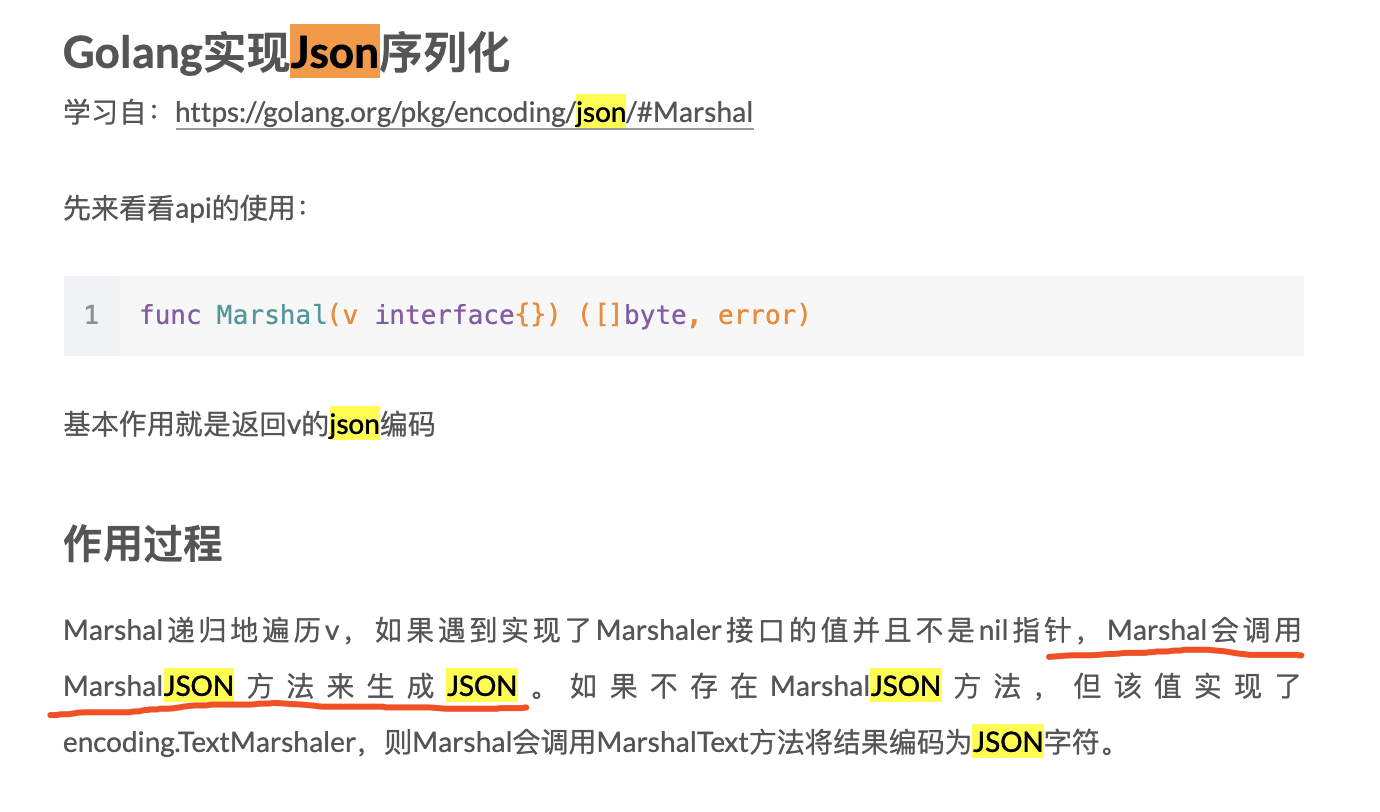 Golang实现Json序列化
学习自：https://golang.org/pkg/encoding/json/#Marshal
先来看看api的使用：
1 func Marshal(v interface{}) ([]byte, error)
基本作用就是返回v的json编码
作用过程
Marshal递归地遍历v，如果遇到实现了Marshaler接口的值并且不是nil指针，Marshal会调用
MarshalJSON方法来生成JSON。如果不存在MarshalJSON方法，但该值实现了
encoding.TextMarshaler，则Marshal会调用MarshalText方法将结果编码为JSON字符。